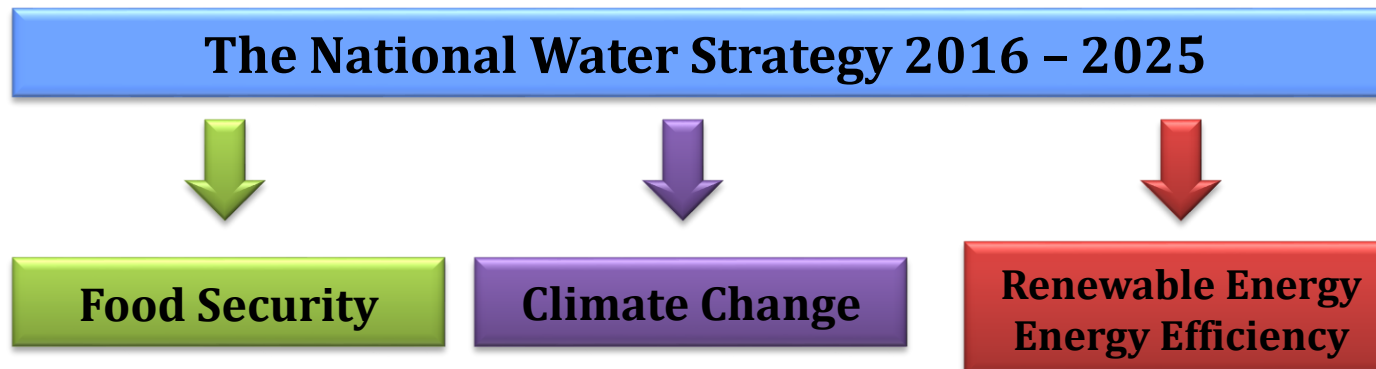 The National Water Strategy 2016 – 2025
Food Security
Climate Change
Renewable Energy
Energy Efficiency